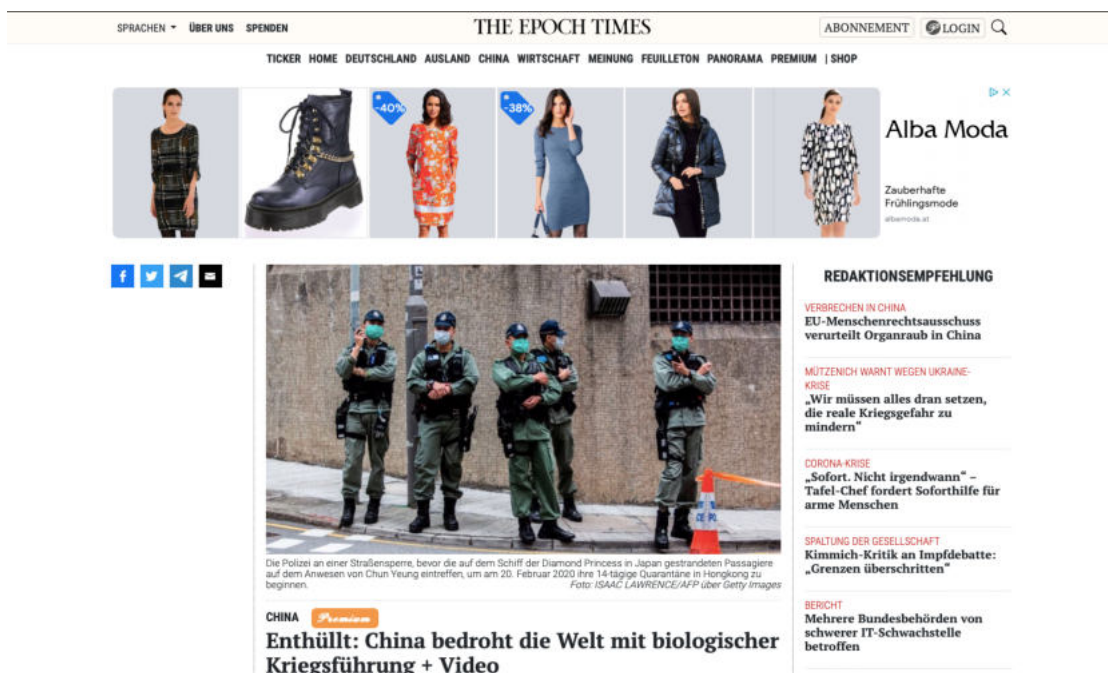 SPRACHEN ÜBER UNS SPENDEN
THE EPOCH TIMES
ABONNEMENT LOGIN
TICKER HOME DEUTSCHLAND AUSLAND CHINA WIRTSCHAFT MEINUNG FEUILLETON PANORAMA PREMIUM | SHOP
-40%
-38%
Alba Moda
Zauberhafte
Frühlingsmode
albamoda.at
Die Polizei an einer Straßensperre, bevor die auf dem Schiff der Diamond Princess in Japan gestrandeten Passagiere
auf dem Anwesen von Chun Yeung eintreffen, um am 20. Februar 2020 ihre 14-tägige Quarantäne in Hongkong zu
beginnen.
Foto: ISAAC LAWRENCE/AFP über Getty Images
CHINA Premium
Enthüllt: China bedroht die Welt mit biologischer
Kriegsführung + Video
REDAKTIONSEMPFEHLUNG
VERBRECHEN IN CHINA
EU-Menschenrechtsausschuss
verurteilt Organraub in China
MÜTZENICH WARNT WEGEN UKRAINE-
KRISE
„Wir müssen alles dran setzen,
die reale Kriegsgefahr zu
mindern“
CORONA-KRISE
„Sofort. Nicht irgendwann“ –
Tafel-Chef fordert Soforthilfe für
arme Menschen
SPALTUNG DER GESELLSCHAFT
Kimmich-Kritik an Impfdebatte:
„Grenzen überschritten“
BERICHT
Mehrere Bundesbehörden von
schwerer IT-Schwachstelle
betroffen